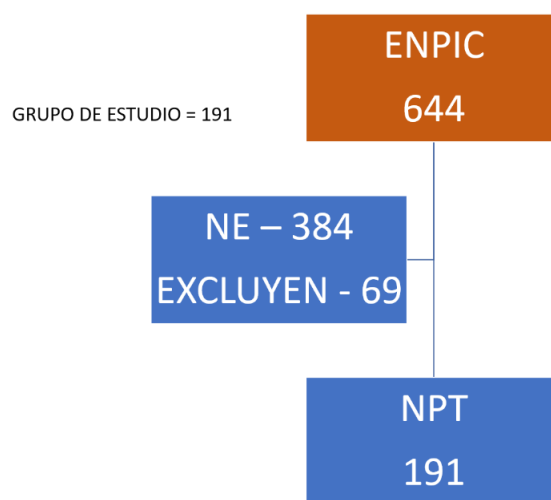 ENPIC
644
GRUPO DE ESTUDIO = 191
NE – 384
EXCLUYEN - 69
NPT
191